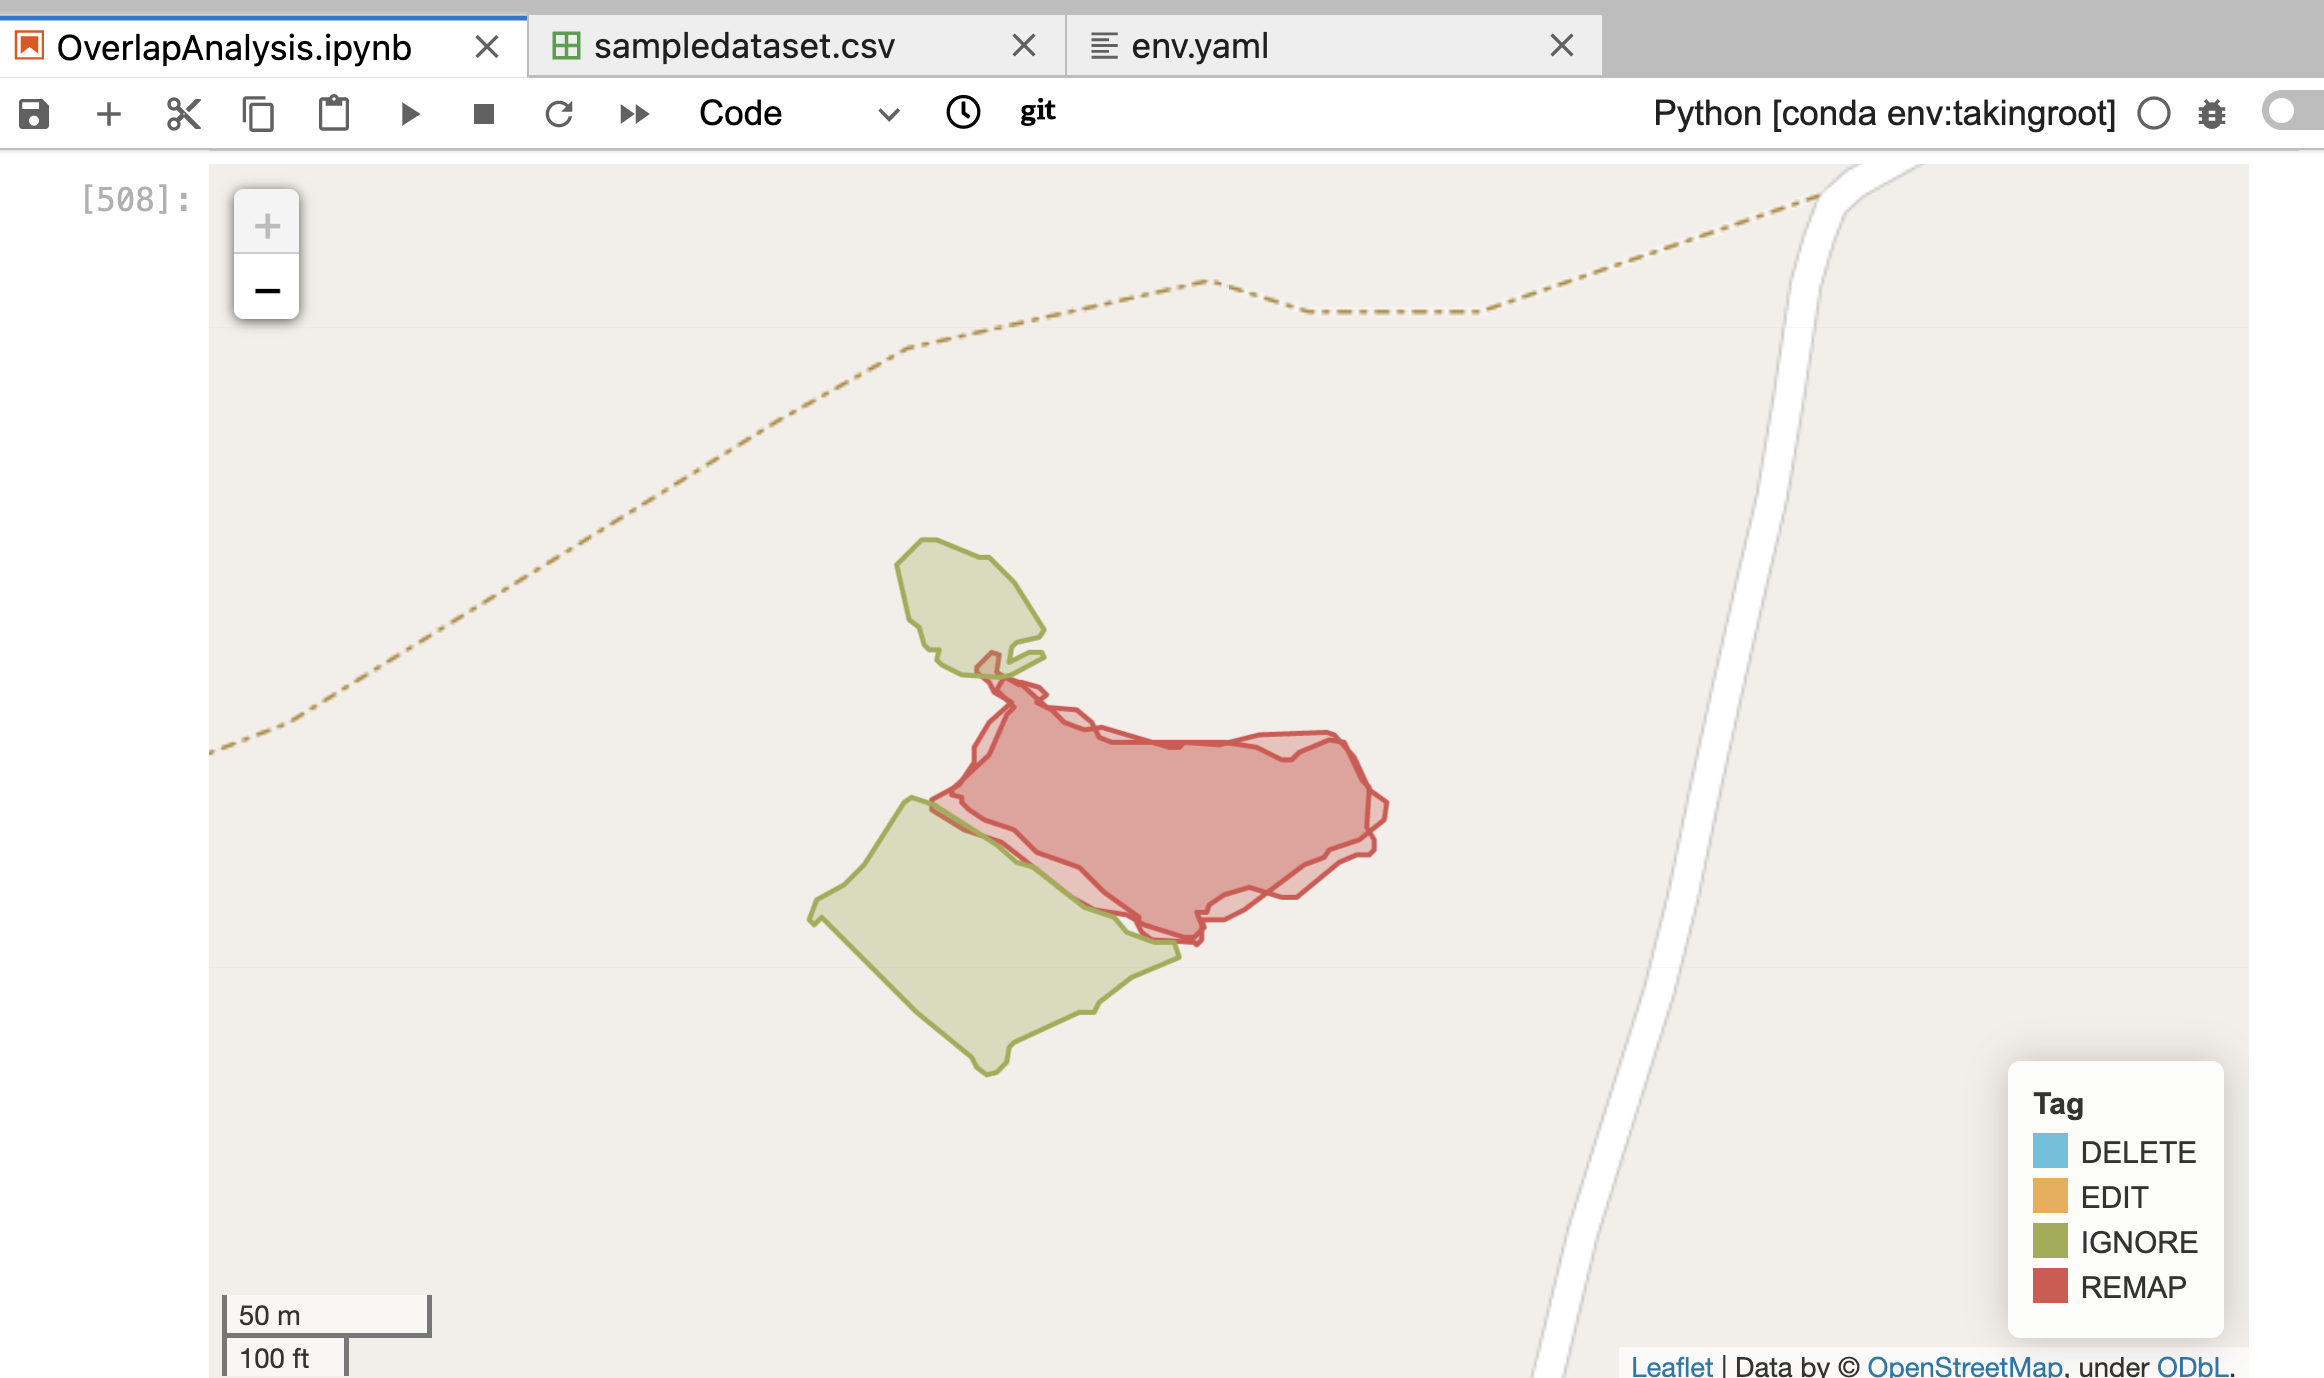 OverlapAnalysis.ipynb
sampledataset.csv
env.yaml
Code
git
Python [conda env:takingroot]
[508]:
+
−
Tag
DELETE
EDIT
IGNORE
REMAP
50 m
100 ft
Leaflet | Data by © OpenStreetMap, under ODbL.